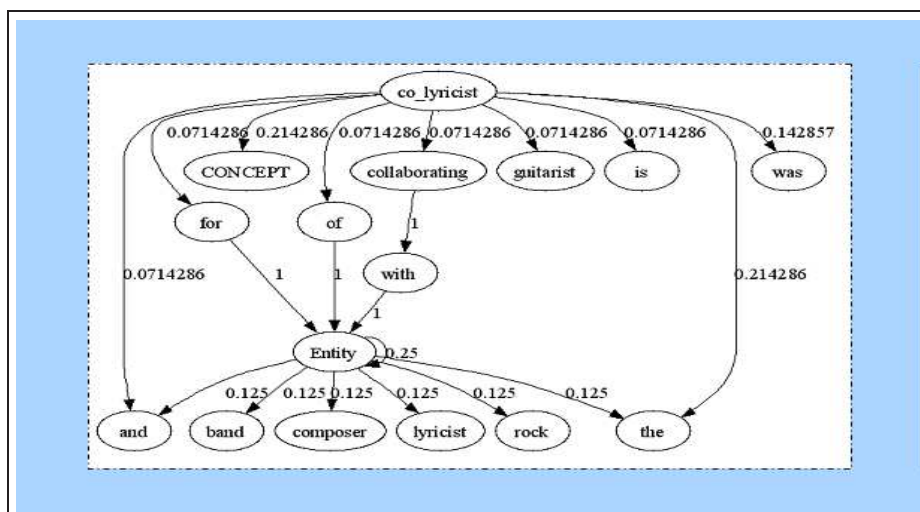 co_lyricist
0.0714286 0.214286 0.0714286 0.0714286 0.0714286 0.0714286 0.142857
CONCEPT collaborating guitarist is was
for of 1
0.0714286 1 1 with 0.214286
1
Entity 0.25
0.125 0.125 0.125 0.125 0.125 0.125
and band composer lyricist rock the